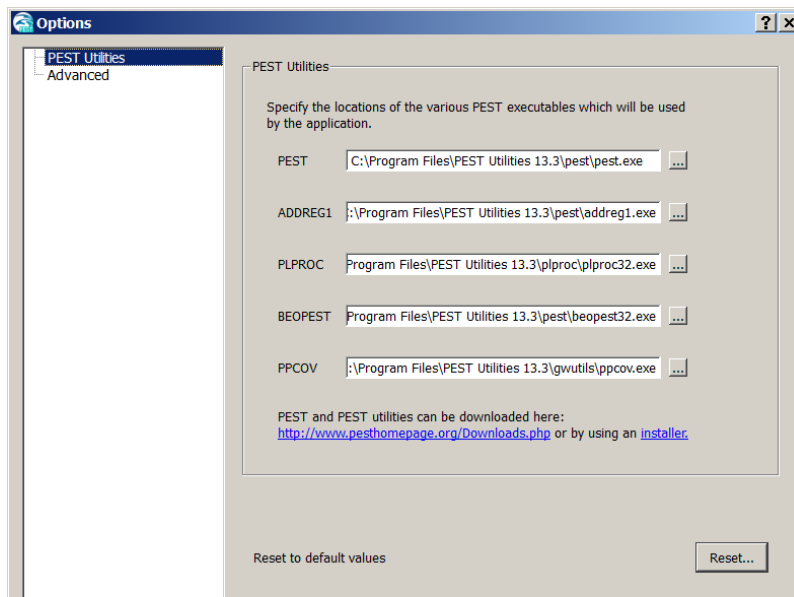 Options
PEST Utilities
Advanced
PEST Utilities
Specify the locations of the various PEST executables which will be used
by the application.
PEST C:\Program Files\PEST Utilities 13.3\pest\pest.exe ...
ADDREG1 :\Program Files\PEST Utilities 13.3\pest\addreg1.exe ...
PLPROC Program Files\PEST Utilities 13.3\plproc\plproc32.exe ...
BEOPEST Program Files\PEST Utilities 13.3\pest\beopest32.exe ...
PPCOV :\Program Files\PEST Utilities 13.3\gwutils\ppcov.exe ...
PEST and PEST utilities can be downloaded here:
http://www.pesthomepage.org/Downloads.php or by using an installer.
Reset to default values Reset...